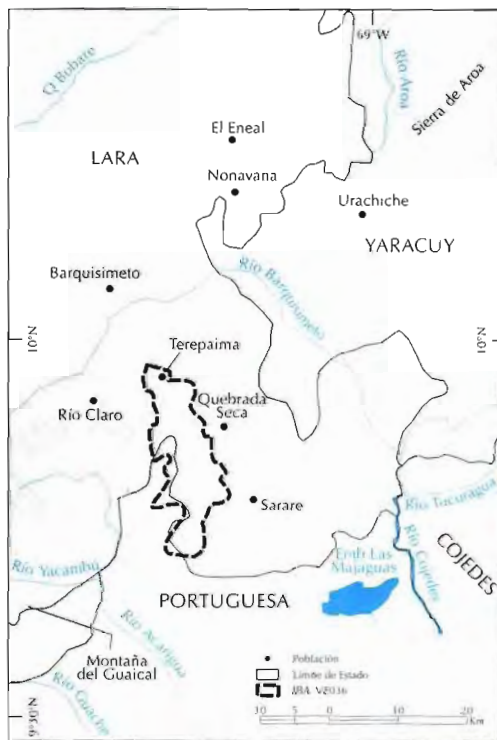 69°W
Q Bobare
Río Aroa
Sierra de Aroa
El Eneal
LARA
Nonavana
Urachiche
YARACUY
Río Barquisimeto
Barquisimeto
10°N
10°N
Terepaima
Río Claro
Quebrada
Seca
Sarare
Río Tucuragua
Río Cojedes
COJEDES
Emb Las
Majaguas
Río Yacambú
PORTUGUESA
Río Acarigua
Montaña
del Guaical
Río Guache
Población
Límite de Estado
IBA VE036
9°30'N
10
0
10
20
Km